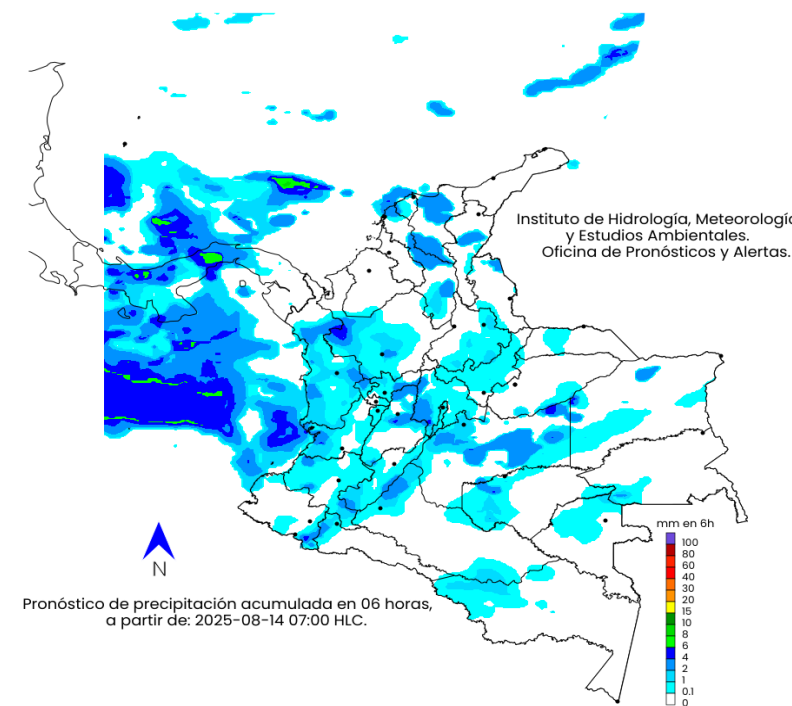 Instituto de Hidrología, Meteorología
y Estudios Ambientales.
Oficina de Pronósticos y Alertas.
N
Pronóstico de precipitación acumulada en 06 horas,
a partir de: 2025-08-14 07:00 HLC.
mm en 6h
100
80
60
40
30
20
15
10
8
6
4
2
1
0.1
0